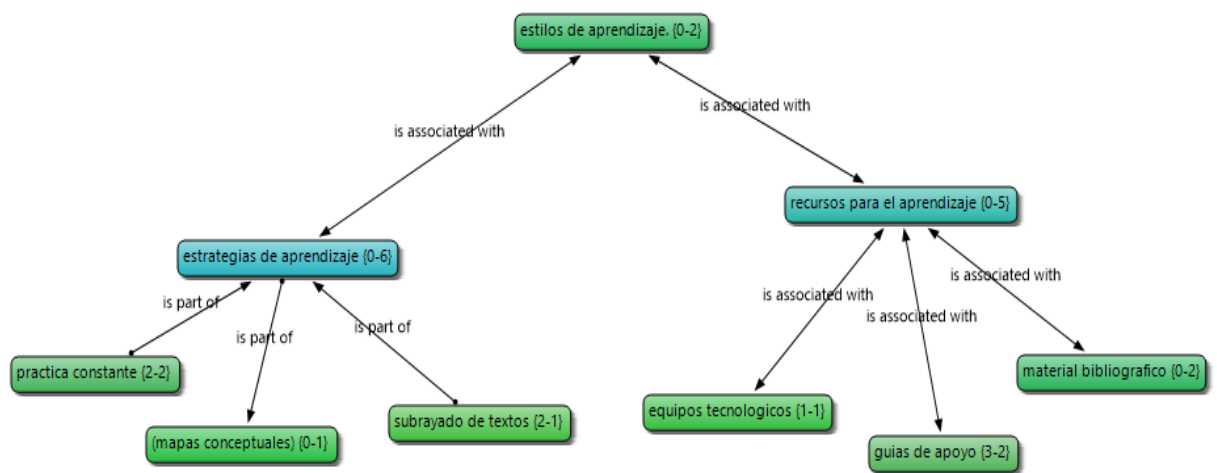 estilos de aprendizaje. {0-2}
is associated with
is associated with
recursos para el aprendizaje {0-5}
estrategias de aprendizaje {0-6}
is associated with
is part of
is associated with
is part of
is part of
is associated with
practica constante {2-2}
material bibliografico {0-2}
equipos tecnologicos {1-1}
subrayado de textos {2-1}
(mapas conceptuales) {0-1}
guias de apoyo {3-2}